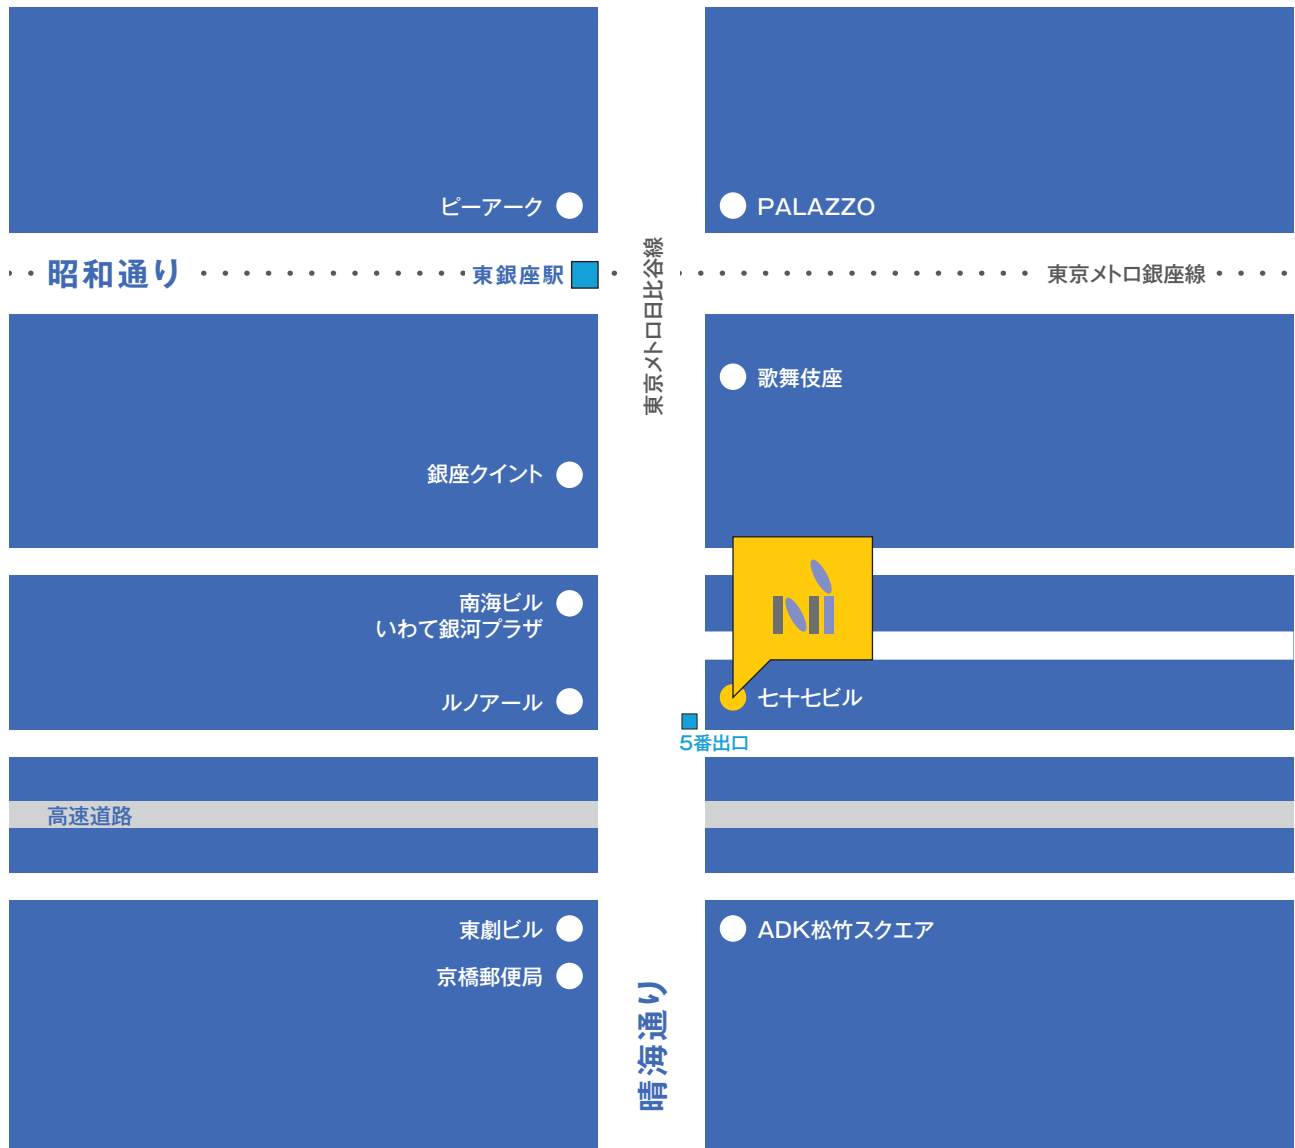 ピーアーク
PALAZZO
昭和通り
東銀座駅
東京メトロ日比谷線
東京メトロ銀座線
歌舞伎座
銀座クイント
南海ビル
いわて銀河プラザ
ルノアール
七十七ビル
5番出口
高速道路
東劇ビル
ADK松竹スクエア
京橋郵便局
晴海通り